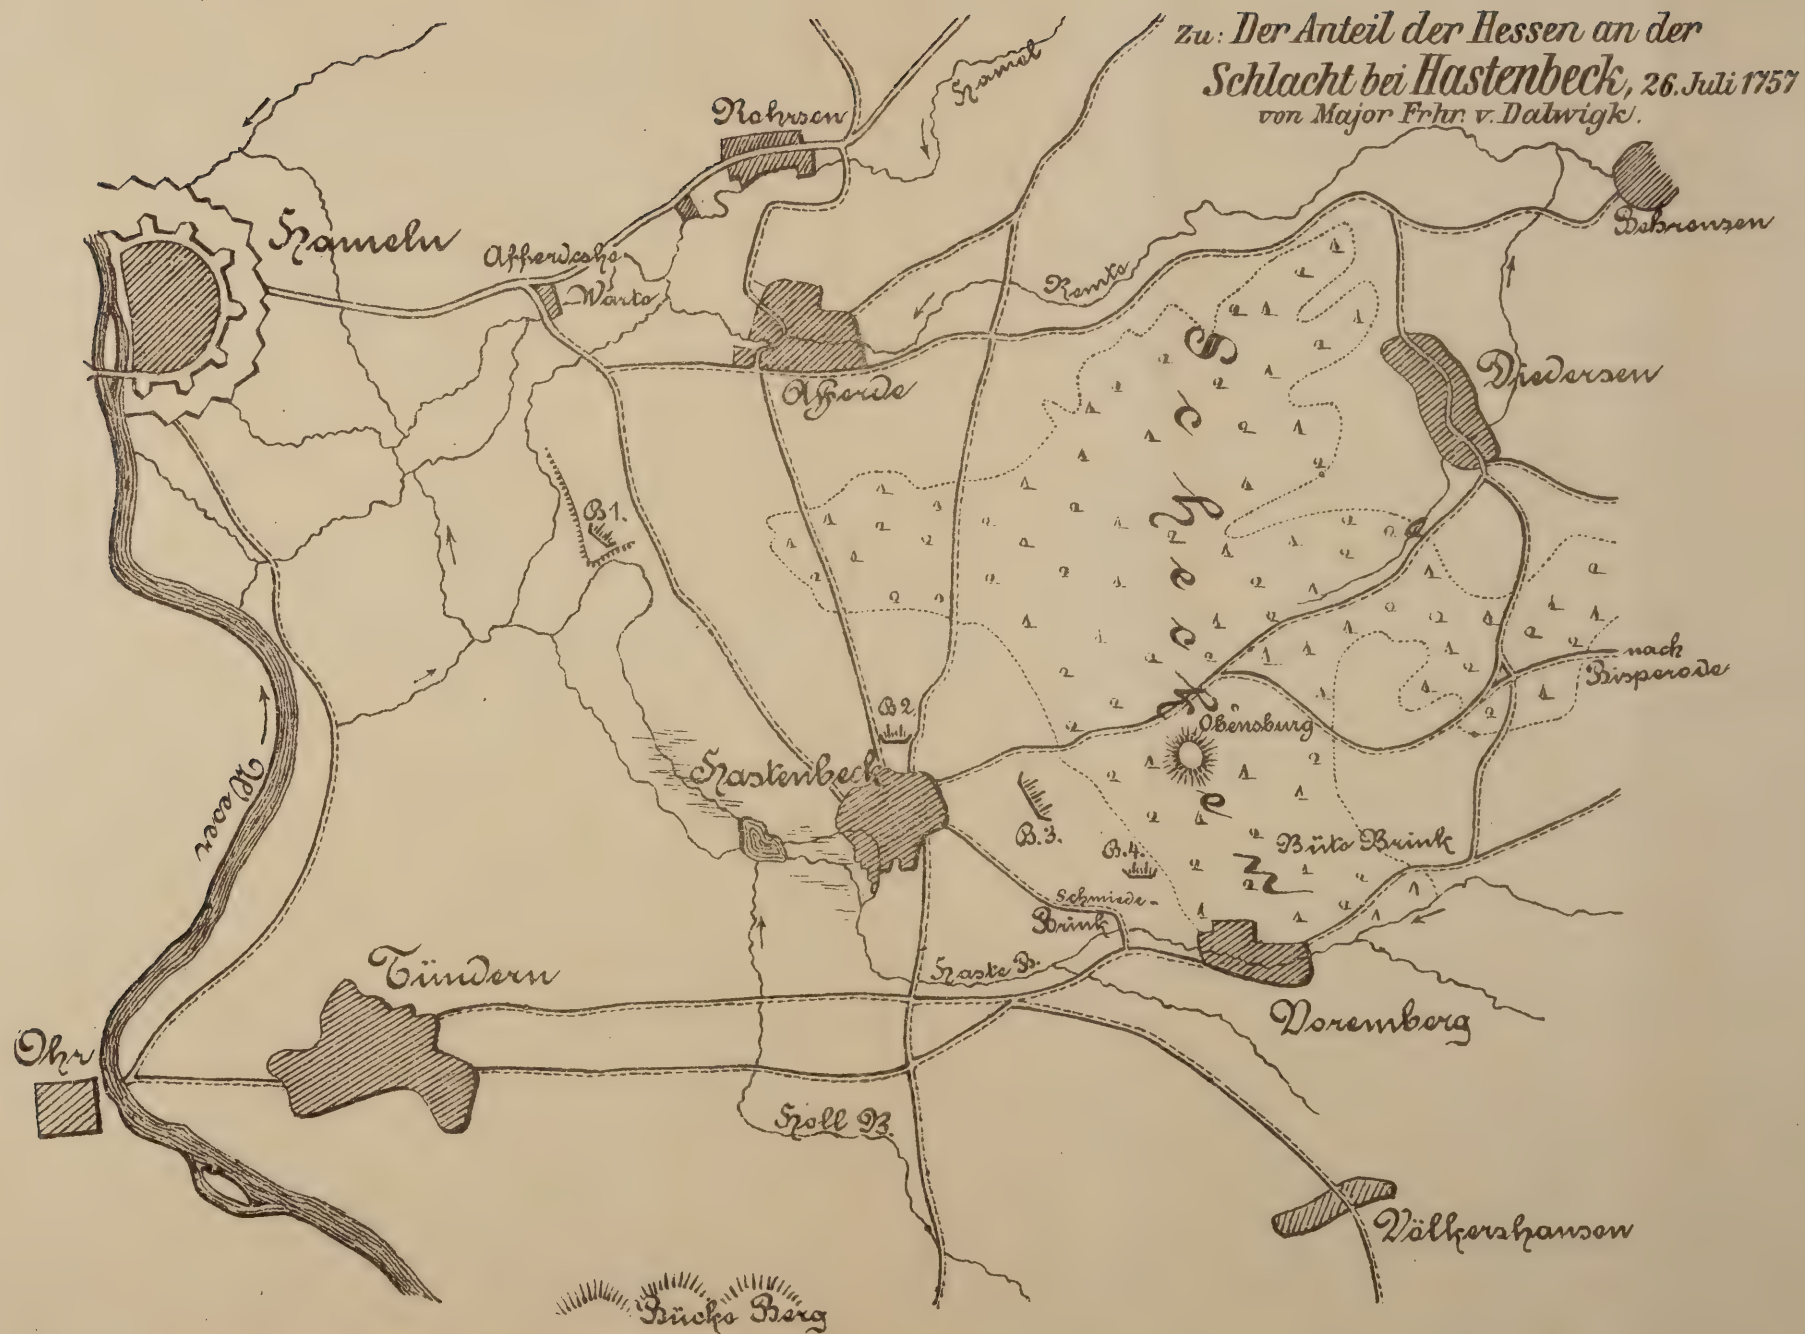 zu: Der Anteil der Hessen an der
Schlacht bei Hastenbeck, 26. Juli 1757
von Major Frhr. v. Dalwigk.
Hamel
Rohrsen
Hameln
Afferdesche
Warte
Remte
Behrensen
Afferde
Diedersen
Scheckes
B 1.
nach
Bisperode
B 2
Obensburg
Hastenbeck
Weser
B. 3.
B. 4.
Büts Brink
Schmiede-
Brink
Haste B.
Tündern
Voremberg
Ohr
Holl B.
Völkershausen
Bücke Berg